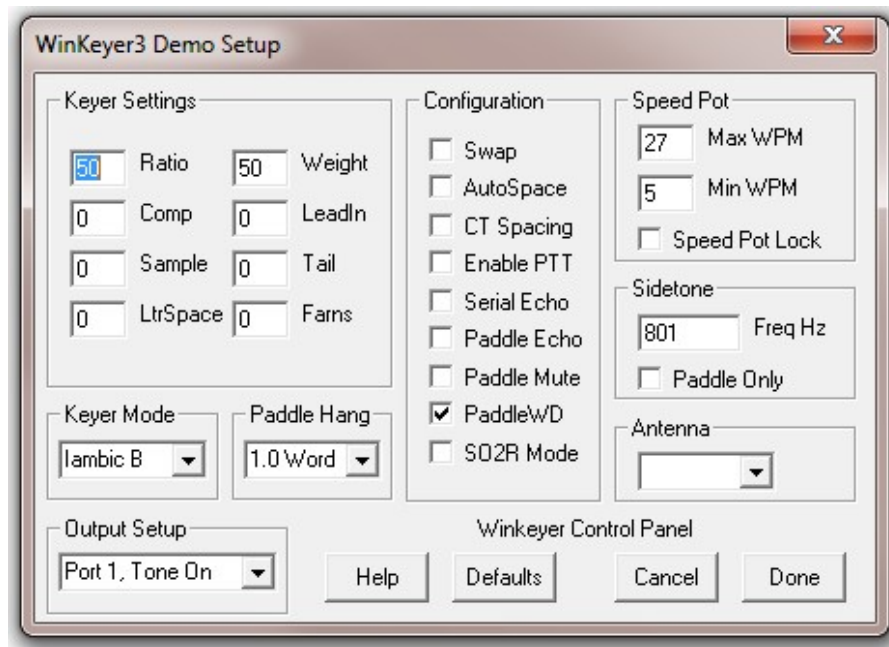 WinKeyer3 Demo Setup
X
Keyer Settings
50 Ratio 50 Weight
0 Comp 0 LeadIn
0 Sample 0 Tail
0 LtrSpace 0 Farns
Keyer Mode
Iambic B
Paddle Hang
1.0 Word
Output Setup
Port 1, Tone On
Configuration
Swap
AutoSpace
CT Spacing
Enable PTT
Serial Echo
Paddle Echo
Paddle Mute
PaddleWD
SO2R Mode
Speed Pot
27 Max WPM
5 Min WPM
Speed Pot Lock
Sidetone
801 Freq Hz
Paddle Only
Antenna
Winkeyer Control Panel
Help Defaults Cancel Done